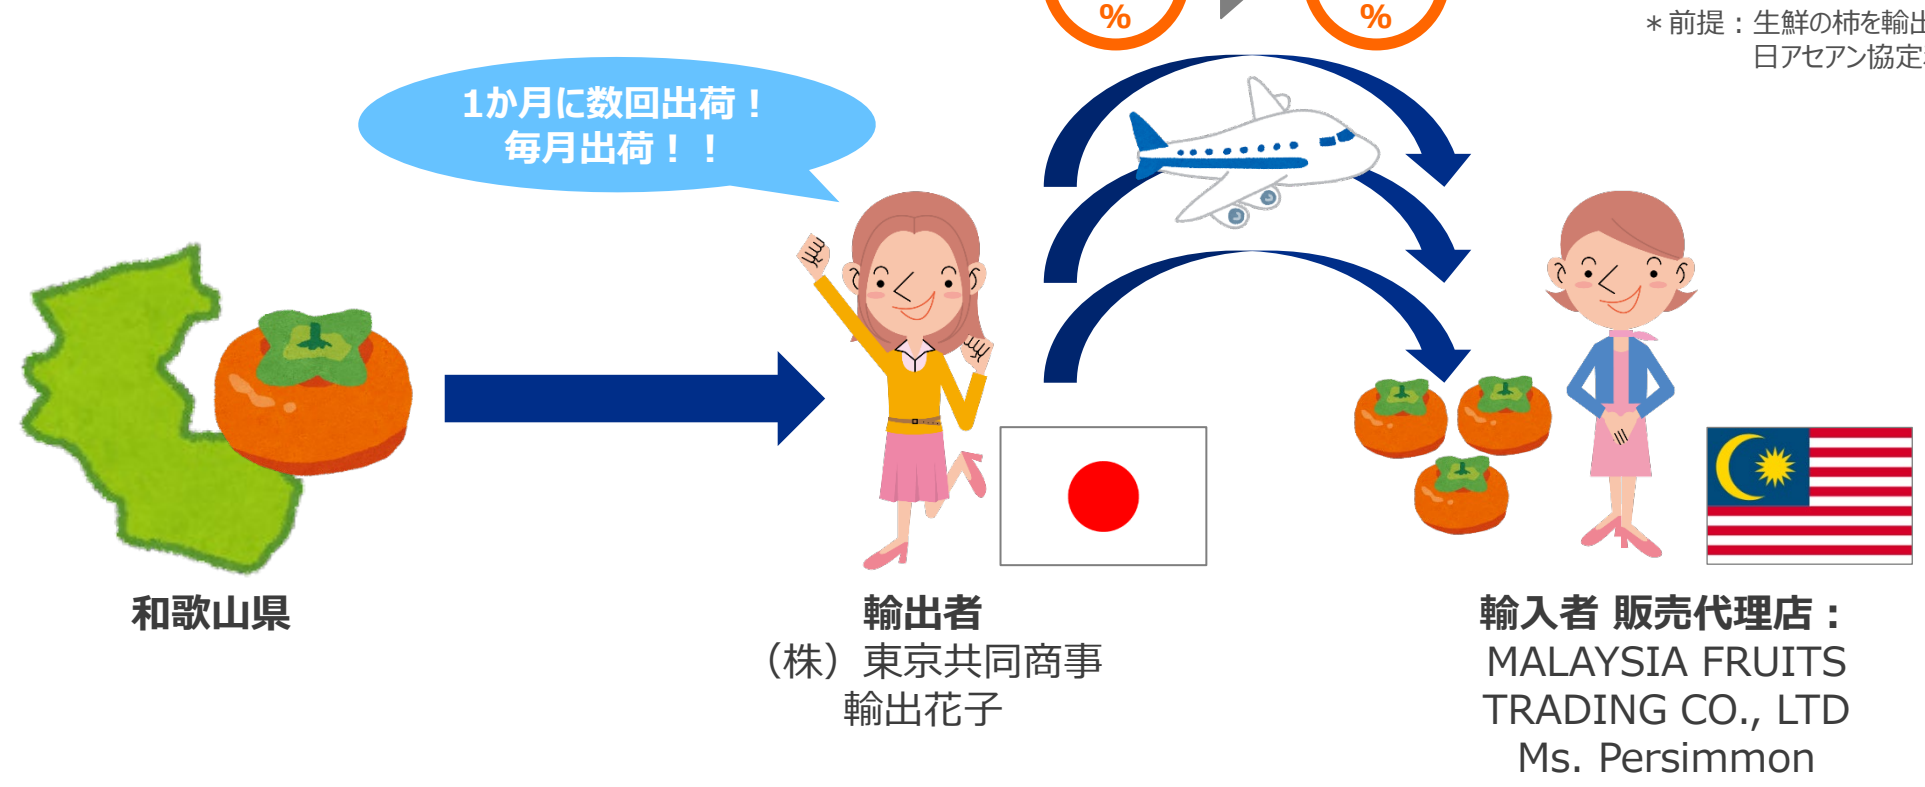 %
%
＊前提：生鮮の柿を輸出
日アセアン協定
1か月に数回出荷！
毎月出荷！！
和歌山県
輸出者
（株）東京共同商事
輸出花子
輸入者 販売代理店：
MALAYSIA FRUITS
TRADING CO., LTD
Ms. Persimmon